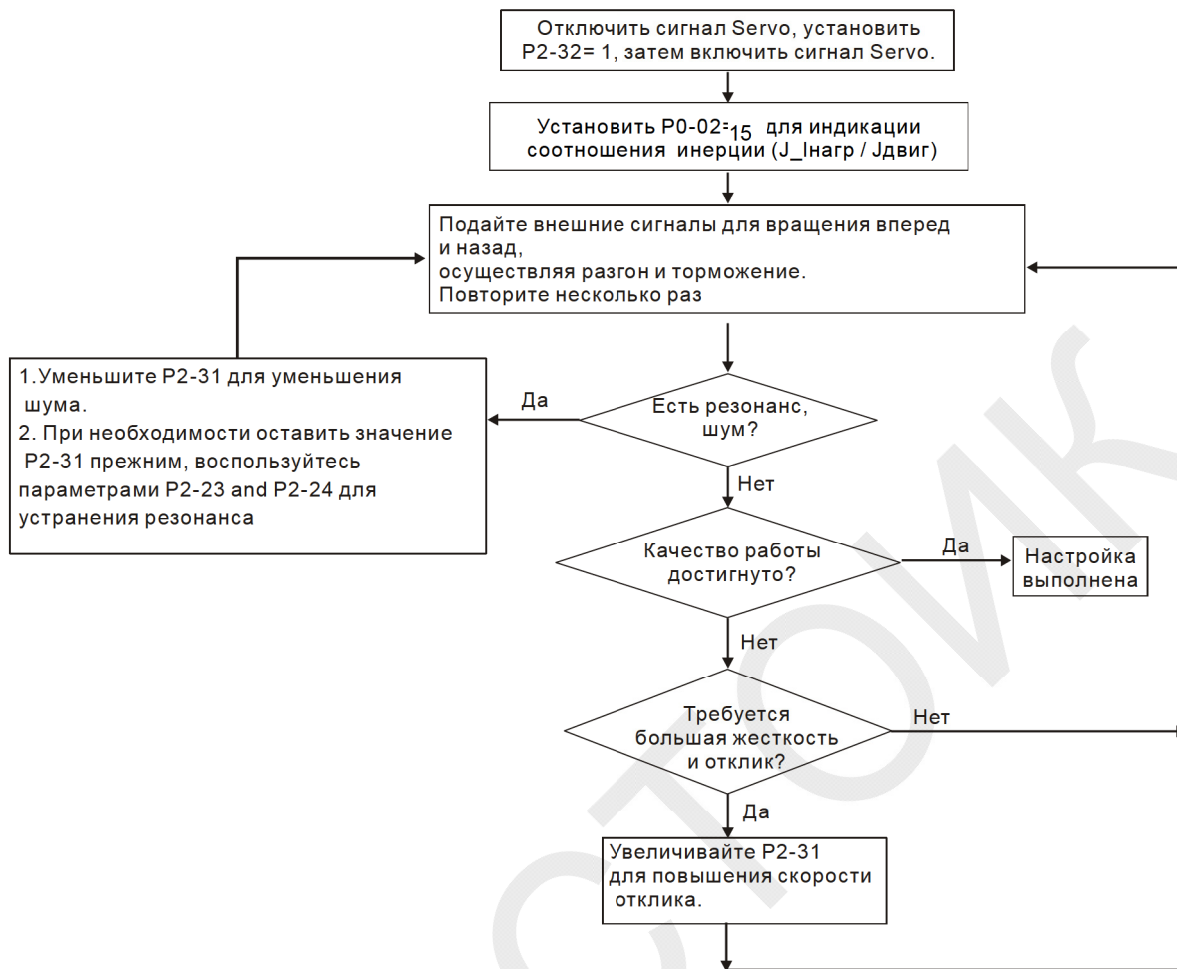 Отключить сигнал Servo, установить
P2-32= 1, затем включить сигнал Servo.
Установить P0-02=15 для индикации
соотношения инерции (J_Iнагр / Jдвиг)
Подайте внешние сигналы для вращения вперед
и назад,
осуществляя разгон и торможение.
Повторите несколько раз
1.Уменьшите P2-31 для уменьшения
шума.
2. При необходимости оставить значение
P2-31 прежним, воспользуйтесь
параметрами P2-23 and P2-24 для
устранения резонанса
Да
Есть резонанс,
шум?
Нет
Качество работы
достигнуто?
Да
Настройка
выполнена
Нет
Требуется
большая жесткость
и отклик?
Нет
Да
Увеличивайте P2-31
для повышения скорости
отклика.
СТОИК